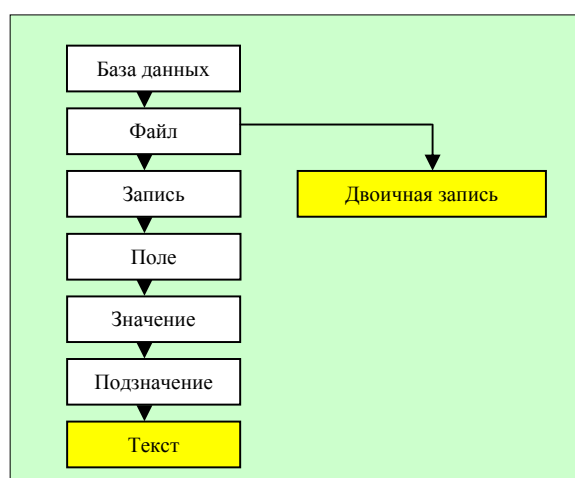 База данных
Файл
Запись
Двоичная запись
Поле
Значение
Подзначение
Текст